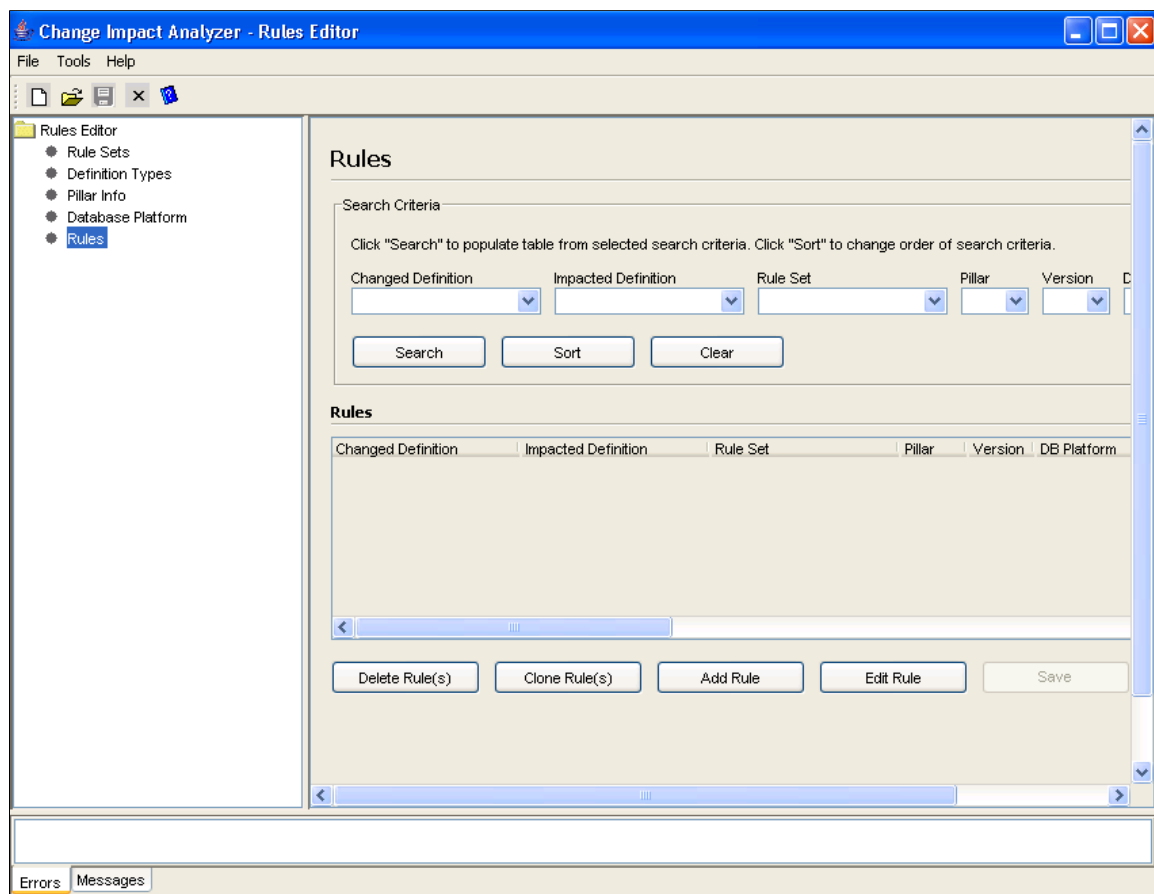 Change Impact Analyzer - Rules Editor
File Tools Help
Rules Editor
Rule Sets
Definition Types
Pillar Info
Database Platform
Rules
Rules
Search Criteria
Click "Search" to populate table from selected search criteria. Click "Sort" to change order of search criteria.
Changed Definition Impacted Definition Rule Set Pillar Version D
Search Sort Clear
Rules
Changed Definition Impacted Definition Rule Set Pillar Version DB Platform
Delete Rule(s) Clone Rule(s) Add Rule Edit Rule Save
Errors Messages